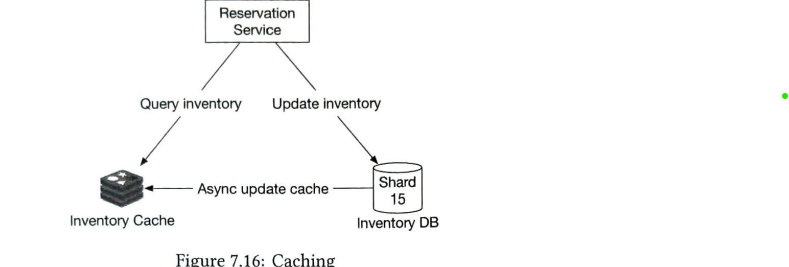 Reservation
Service
Query inventory
Update inventory
Async update cache
Shard
15
Inventory Cache
Inventory DB
Figure 7.16: Caching